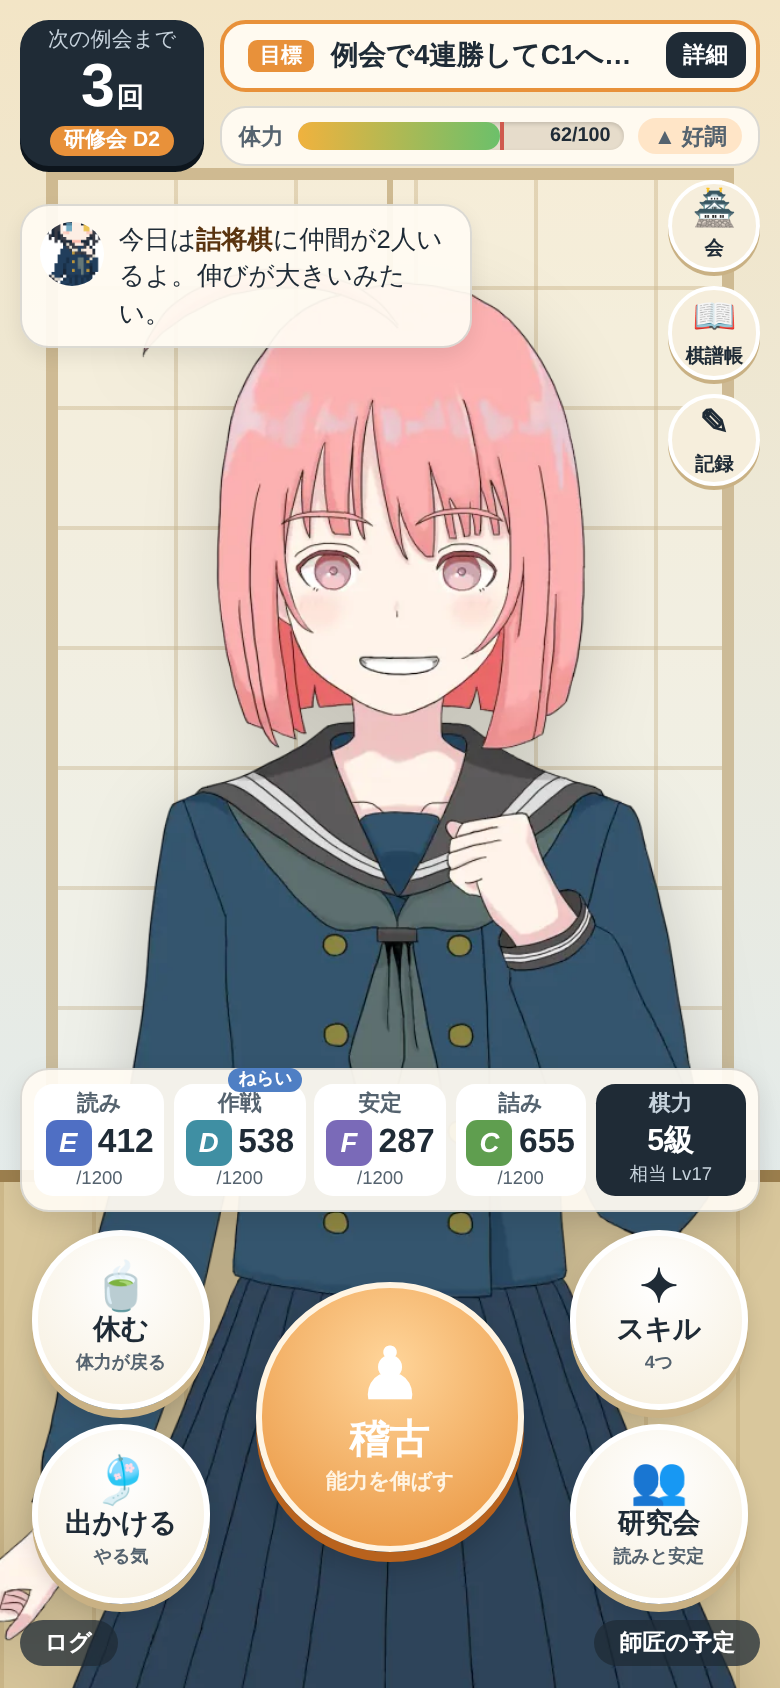 次の例会まで
3回
研修会 D2
目標 例会で4連勝してC1へ… 詳細
体力 62/100 ▲ 好調
今日は詰将棋に仲間が2人い
るよ。伸びが大きいみた
い。
会
棋譜帳
記録
ねらい
読み 作戦 安定 詰み 棋力
E 412 D 538 F 287 C 655 5級
/1200 /1200 /1200 /1200 相当 Lv17
休む
体力が戻る
スキル
4つ
稽古
能力を伸ばす
出かける
やる気
研究会
読みと安定
ログ
師匠の予定